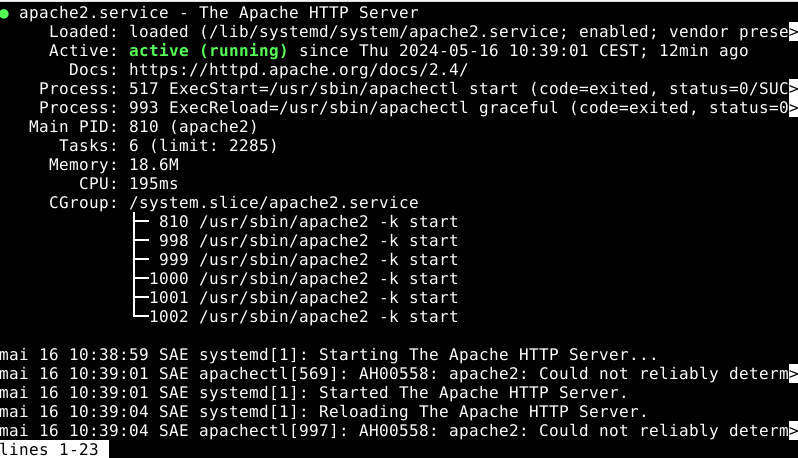 ● apache2.service - The Apache HTTP Server
     Loaded: loaded (/lib/systemd/system/apache2.service; enabled; vendor prese>
     Active: active (running) since Thu 2024-05-16 10:39:01 CEST; 12min ago
       Docs: https://httpd.apache.org/docs/2.4/
    Process: 517 ExecStart=/usr/sbin/apachectl start (code=exited, status=0/SUC>
    Process: 993 ExecReload=/usr/sbin/apachectl graceful (code=exited, status=0>
   Main PID: 810 (apache2)
      Tasks: 6 (limit: 2285)
     Memory: 18.6M
        CPU: 195ms
     CGroup: /system.slice/apache2.service
             ├─ 810 /usr/sbin/apache2 -k start
             ├─ 998 /usr/sbin/apache2 -k start
             ├─ 999 /usr/sbin/apache2 -k start
             ├─1000 /usr/sbin/apache2 -k start
             ├─1001 /usr/sbin/apache2 -k start
             └─1002 /usr/sbin/apache2 -k start

mai 16 10:38:59 SAE systemd[1]: Starting The Apache HTTP Server...
mai 16 10:39:01 SAE apachectl[569]: AH00558: apache2: Could not reliably determ>
mai 16 10:39:01 SAE systemd[1]: Started The Apache HTTP Server.
mai 16 10:39:04 SAE systemd[1]: Reloading The Apache HTTP Server.
mai 16 10:39:04 SAE apachectl[997]: AH00558: apache2: Could not reliably determ>
lines 1-23